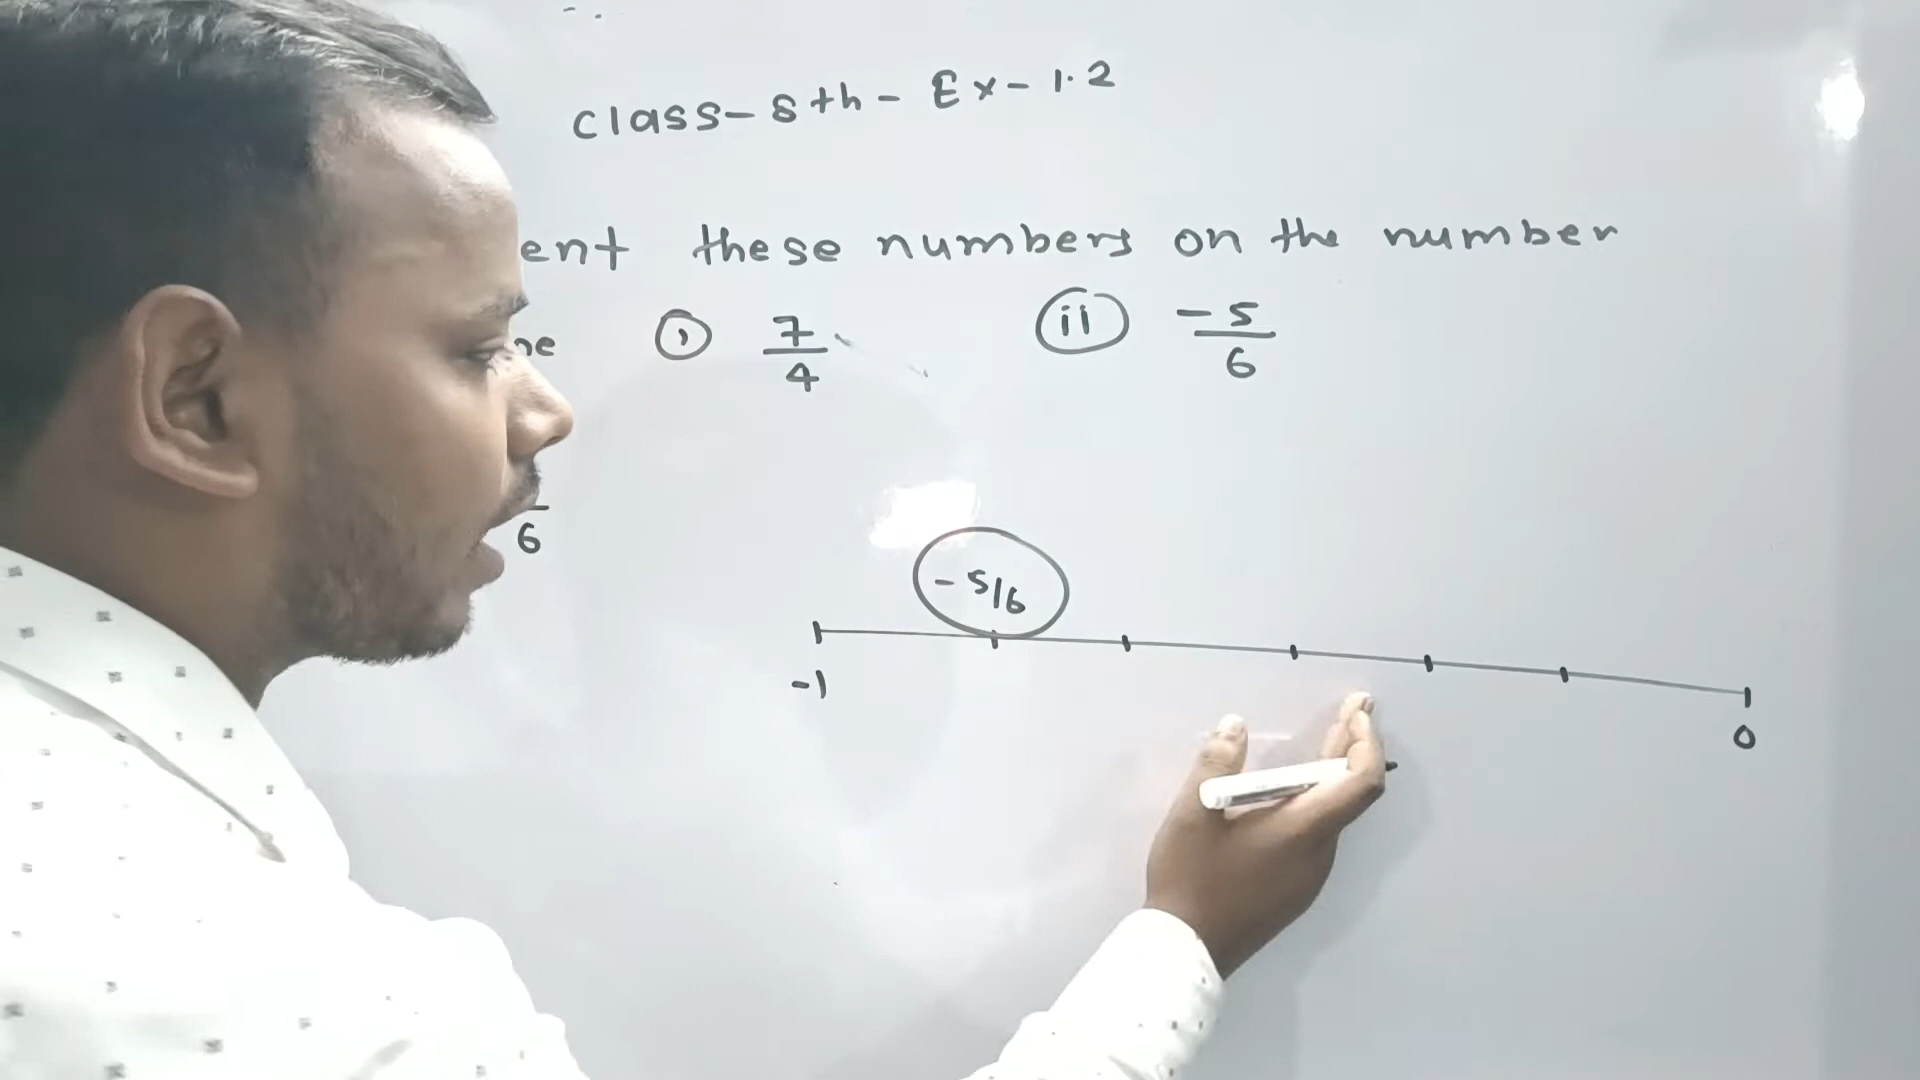 Class-8th- Ex-1.2
ent these numbers on the number
ne (i) 7/4 (ii) -5/6
6
-5/6
-1
0